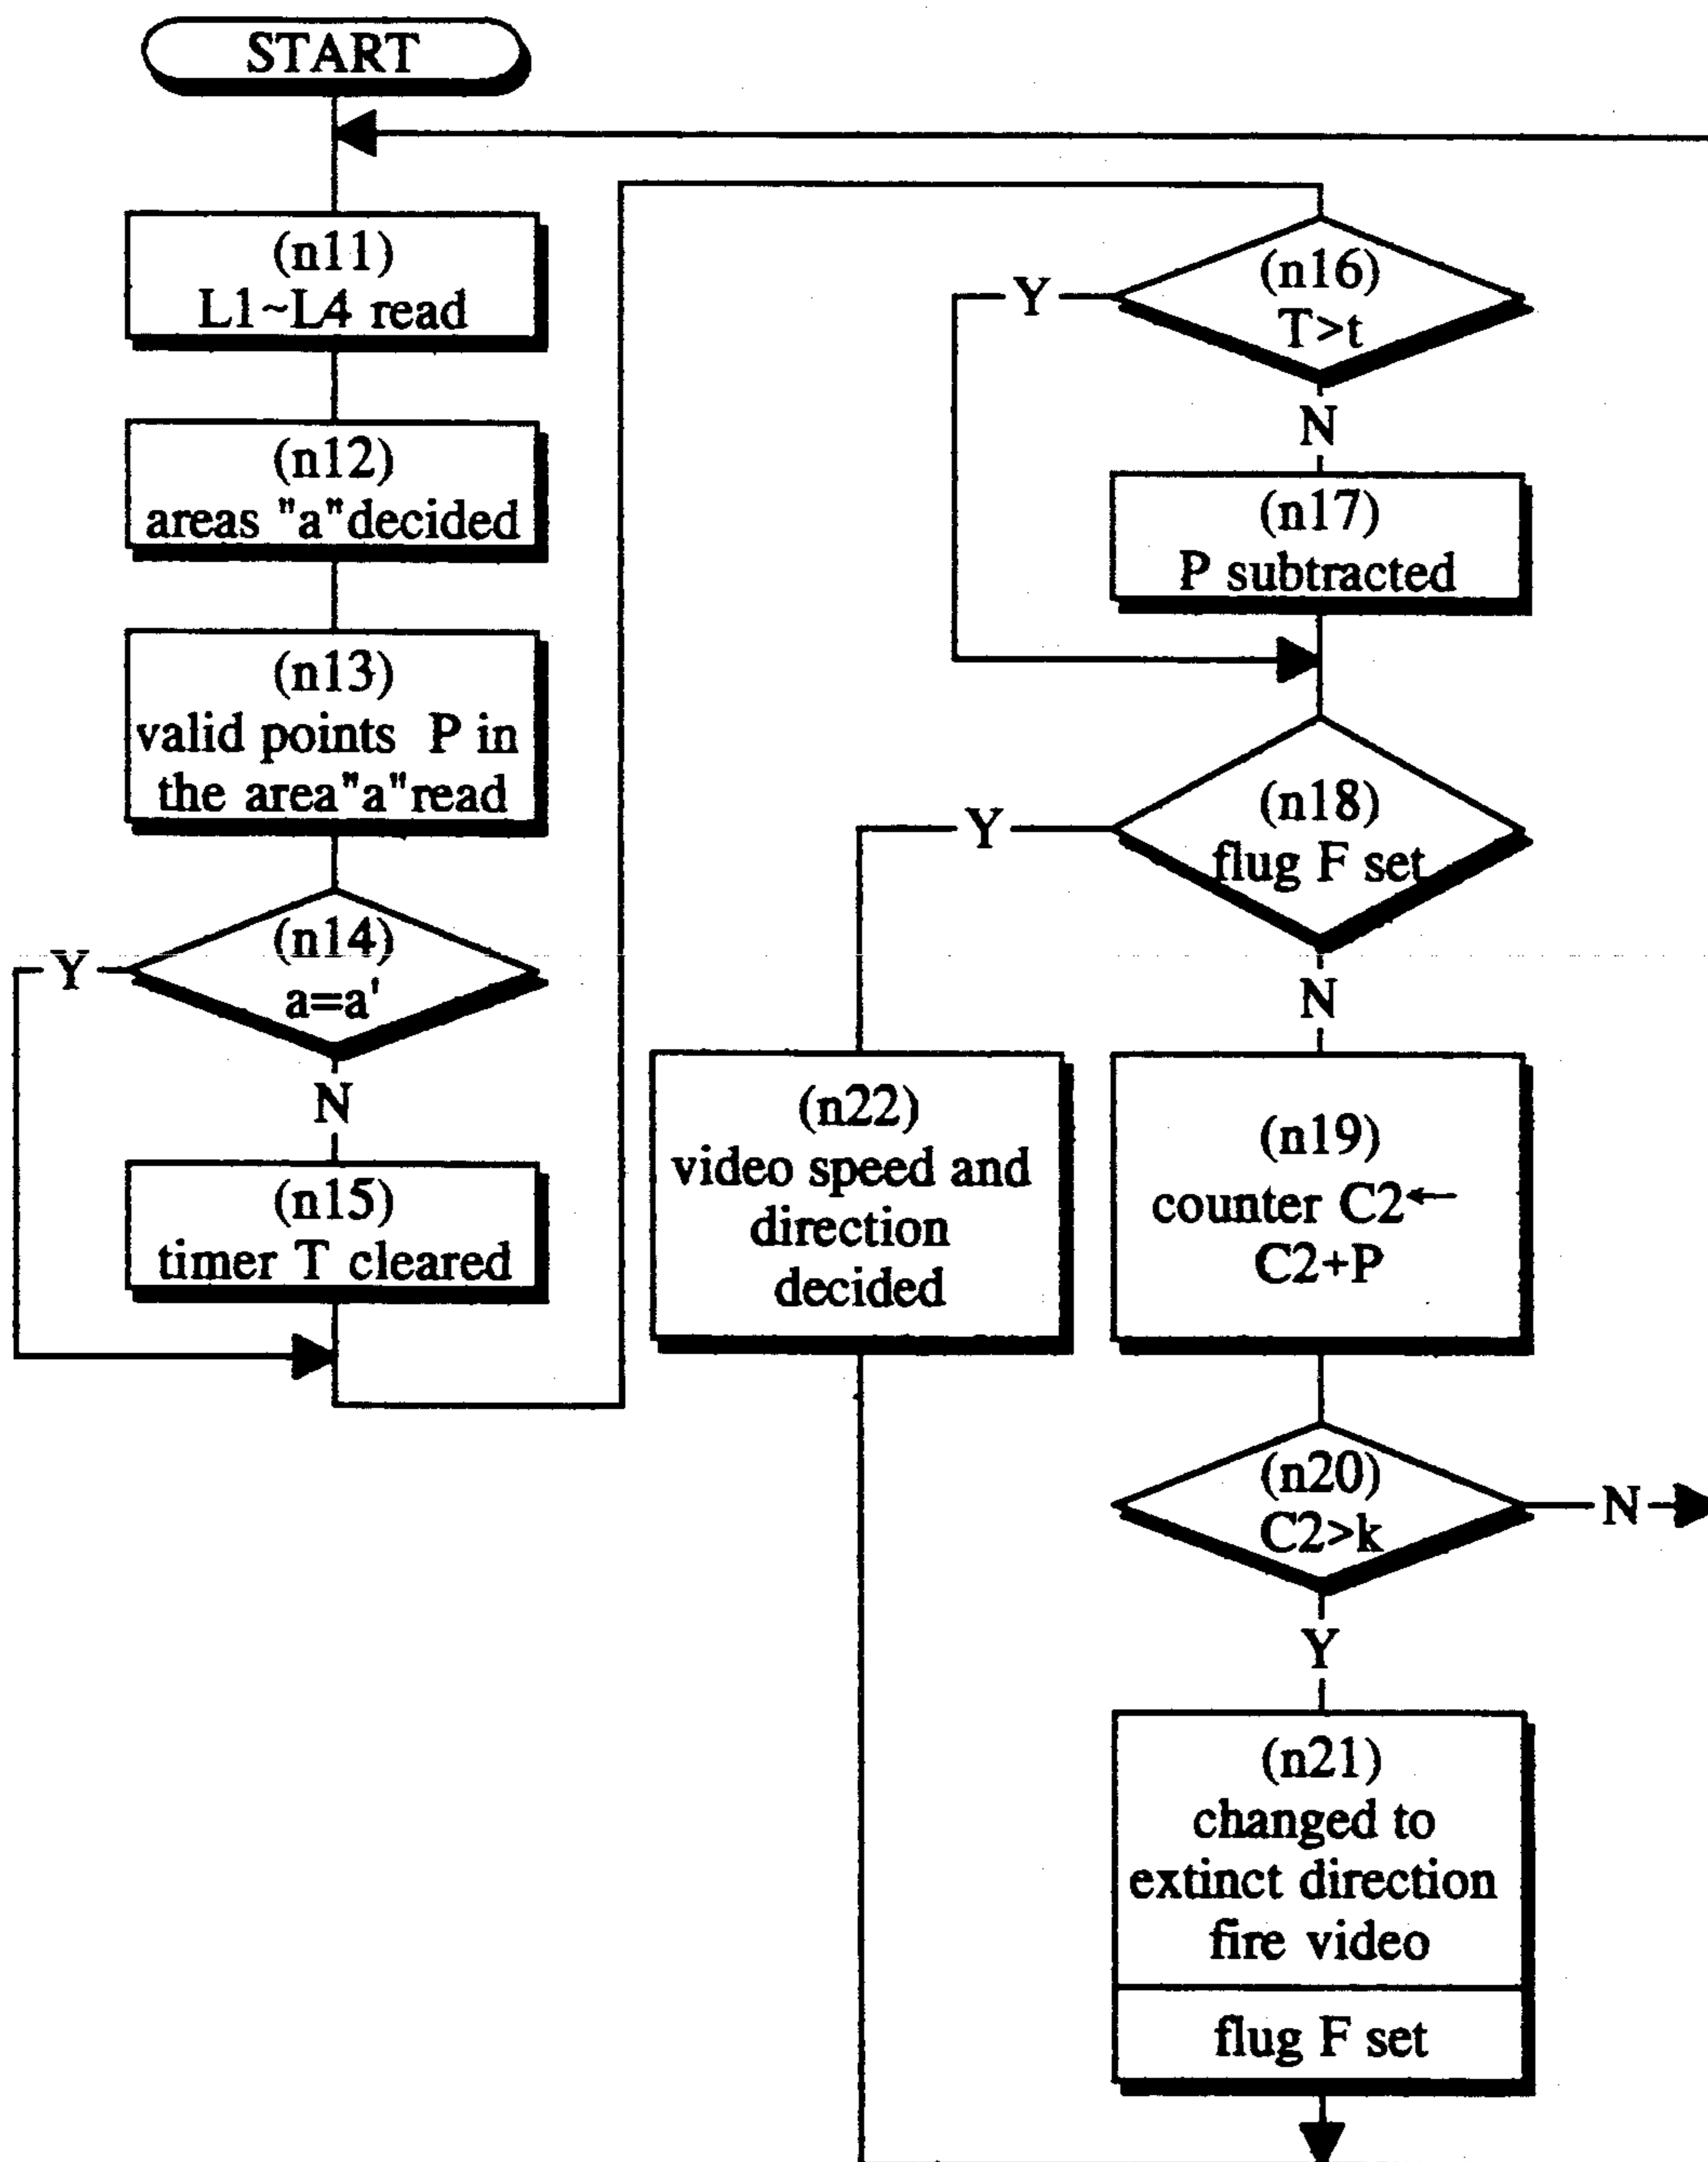 START
(n11)
L1~L4 read
(n12)
areas "a"decided
(n13)
valid points P in
the area"a"read
(n14)
a=a'
Y
N
(n15)
timer T cleared
(n16)
T>t
Y
N
(n17)
P subtracted
(n18)
flug F set
Y
N
(n22)
video speed and
direction
decided
(n19)
counter C2←
C2+P
(n20)
C2>k
N
Y
(n21)
changed to
extinct direction
fire video
flug F set